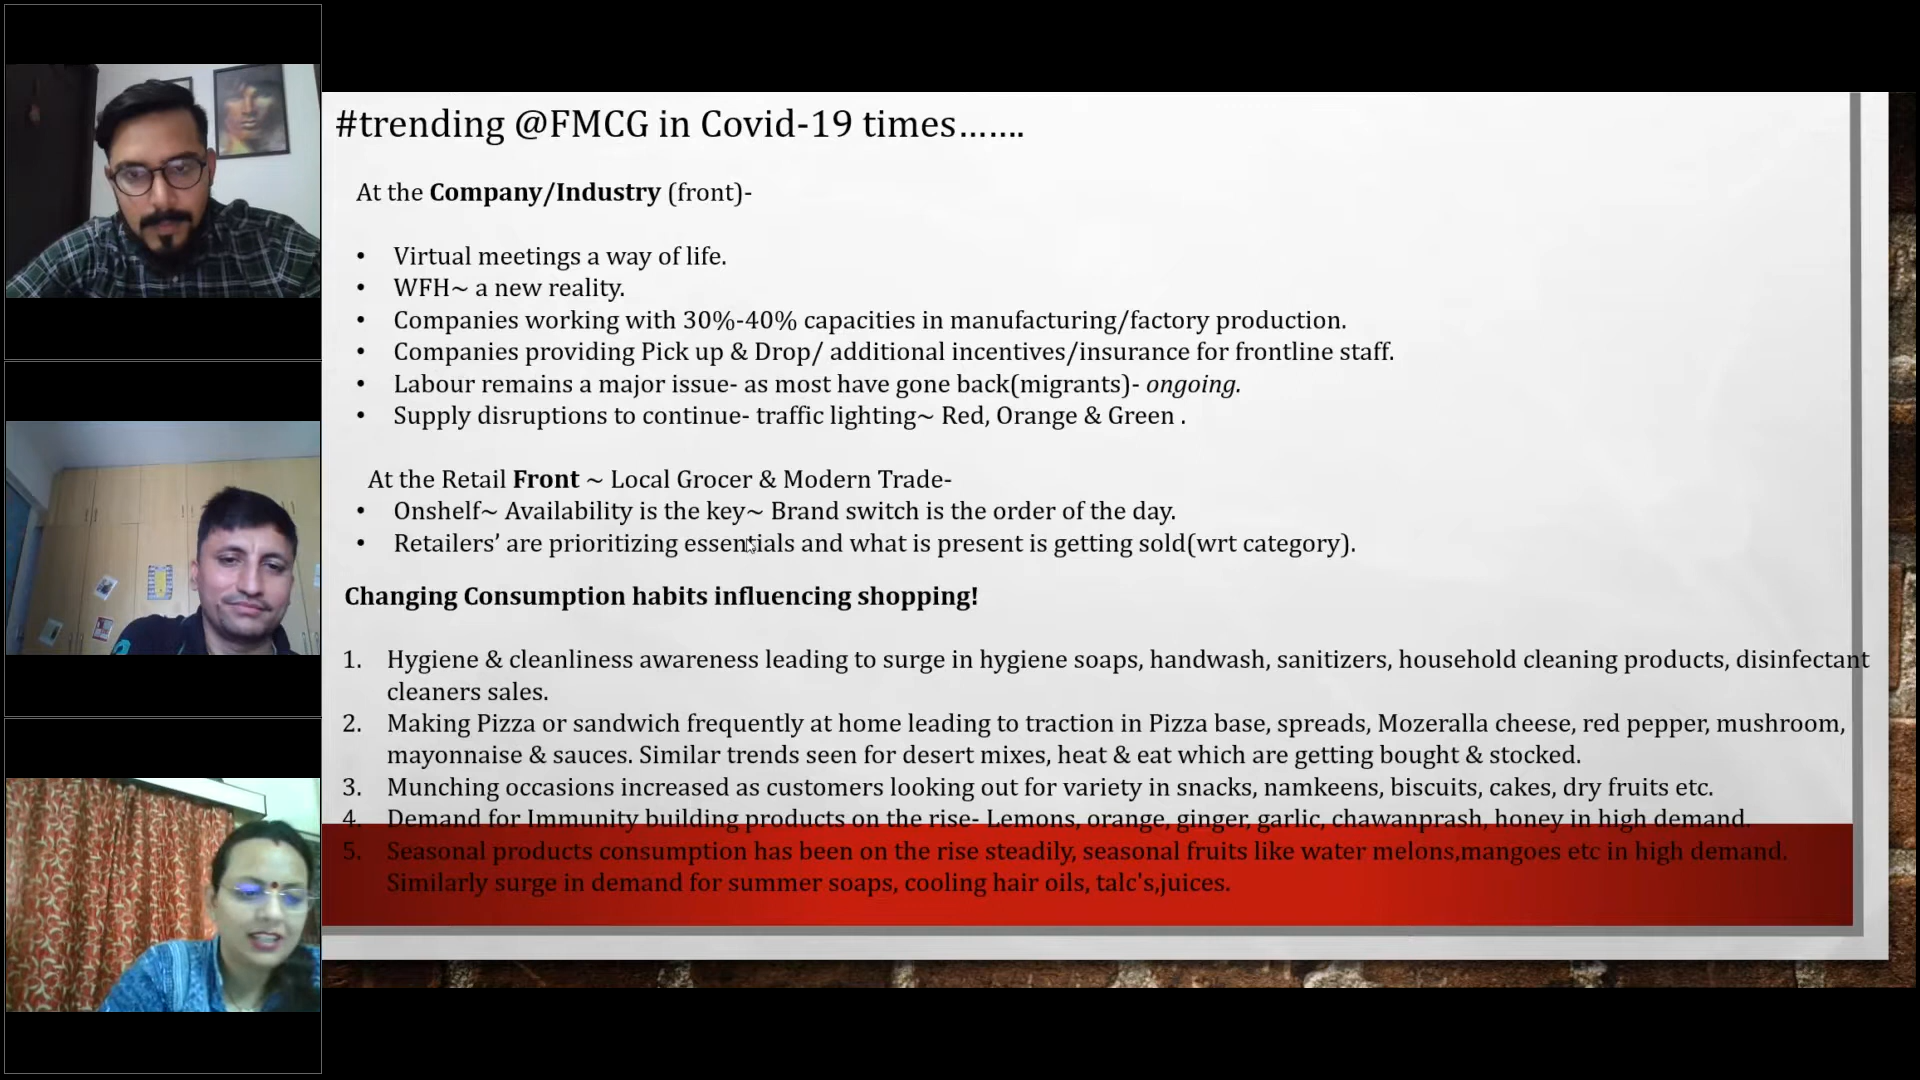 #trending @FMCG in Covid-19 times…….
At the Company/Industry (front)-
• Virtual meetings a way of life.
• WFH~ a new reality.
• Companies working with 30%-40% capacities in manufacturing/factory production.
• Companies providing Pick up & Drop/ additional incentives/insurance for frontline staff.
• Labour remains a major issue- as most have gone back(migrants)- ongoing.
• Supply disruptions to continue- traffic lighting~ Red, Orange & Green .
At the Retail Front ~ Local Grocer & Modern Trade-
• Onshelf~ Availability is the key~ Brand switch is the order of the day.
• Retailers’ are prioritizing essentials and what is present is getting sold(wrt category).
Changing Consumption habits influencing shopping!
1. Hygiene & cleanliness awareness leading to surge in hygiene soaps, handwash, sanitizers, household cleaning products, disinfectant
cleaners sales.
2. Making Pizza or sandwich frequently at home leading to traction in Pizza base, spreads, Mozeralla cheese, red pepper, mushroom,
mayonnaise & sauces. Similar trends seen for desert mixes, heat & eat which are getting bought & stocked.
3. Munching occasions increased as customers looking out for variety in snacks, namkeens, biscuits, cakes, dry fruits etc.
4. Demand for Immunity building products on the rise- Lemons, orange, ginger, garlic, chawanprash, honey in high demand.
5. Seasonal products consumption has been on the rise steadily, seasonal fruits like water melons,mangoes etc in high demand.
Similarly surge in demand for summer soaps, cooling hair oils, talc's,juices.